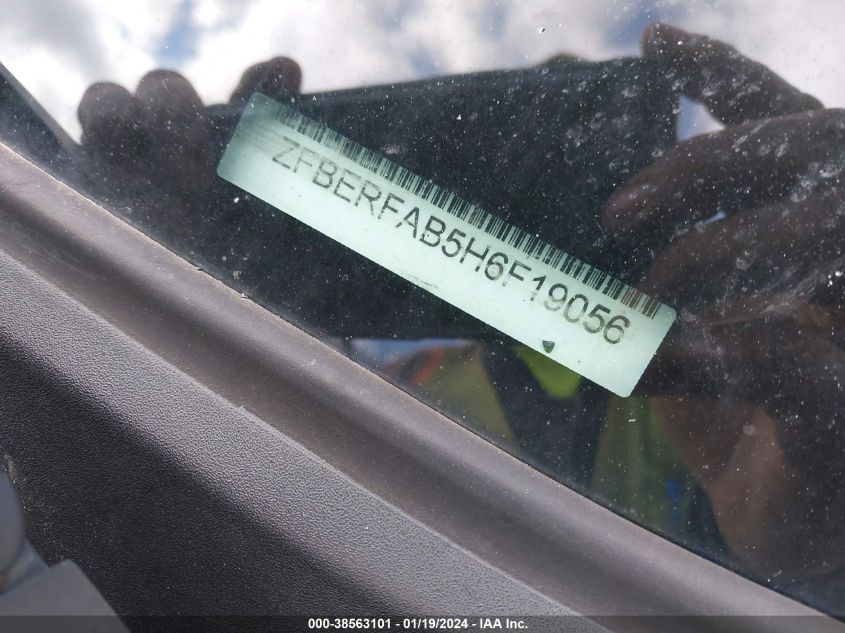 ZFBERFAB5H6F19056
000-38563101 - 01/19/2024 - IAA Inc.